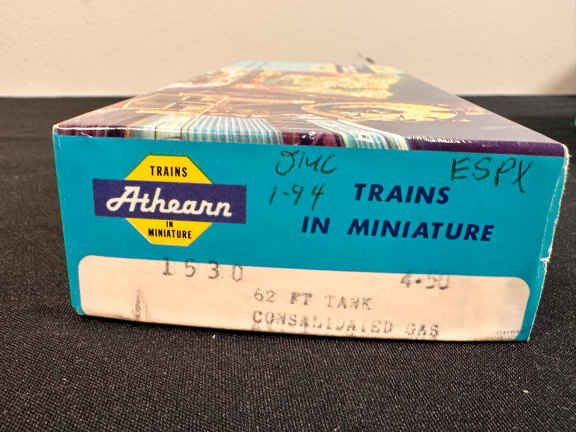 TRAINS
Athearn
IN
MINIATURE
JMC
1-94
ESPX
TRAINS
IN MINIATURE
1530
4.50
62 FT TANK
CONSALIDATED GAS